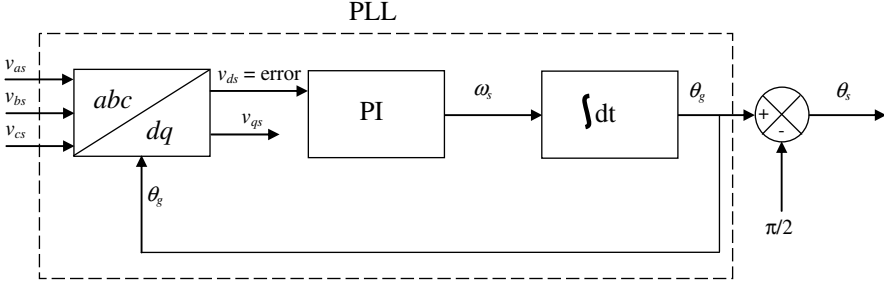 PLL
v_as
v_bs
v_cs
abc
dq
v_ds = error
v_qs
PI
ω_s
∫dt
θ_g
+
-
θ_s
θ_g
π/2